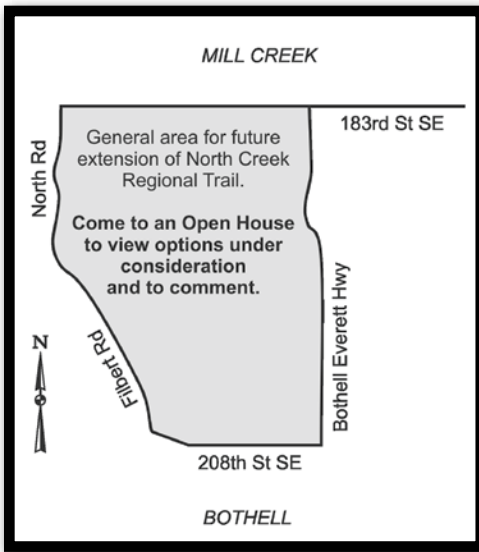 MILL CREEK
183rd St SE
General area for future
extension of North Creek
Regional Trail.
Come to an Open House
to view options under
consideration
and to comment.
North Rd
Filbert Rd
Bothell Everett Hwy
N
208th St SE
BOTHELL